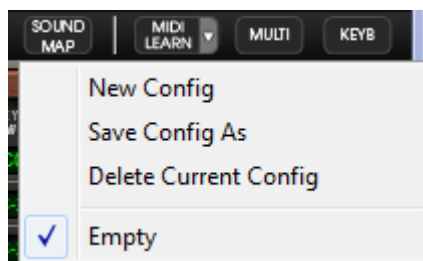 SOUND
MAP
MIDI
LEARN
MULTI
KEYB
New Config
Save Config As
Delete Current Config
Empty